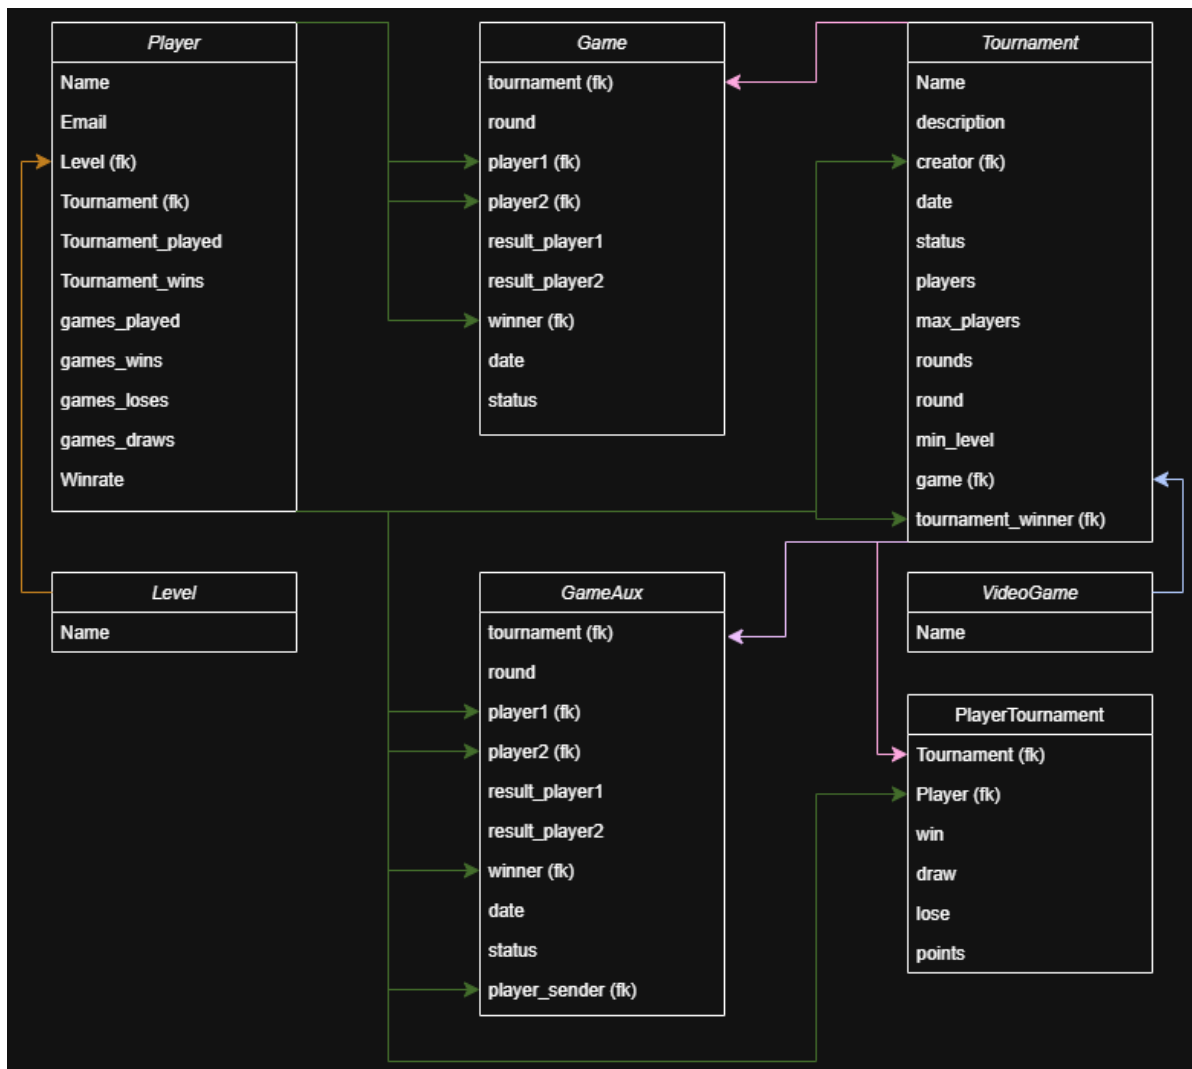 Player
Name
Email
Level (fk)
Tournament (fk)
Tournament_played
Tournament_wins
games_played
games_wins
games_loses
games_draws
Winrate
Game
tournament (fk)
round
player1 (fk)
player2 (fk)
result_player1
result_player2
winner (fk)
date
status
Tournament
Name
description
creator (fk)
date
status
players
max_players
rounds
round
min_level
game (fk)
tournament_winner (fk)
Level
Name
GameAux
tournament (fk)
round
player1 (fk)
player2 (fk)
result_player1
result_player2
winner (fk)
date
status
player_sender (fk)
VideoGame
Name
PlayerTournament
Tournament (fk)
Player (fk)
win
draw
lose
points